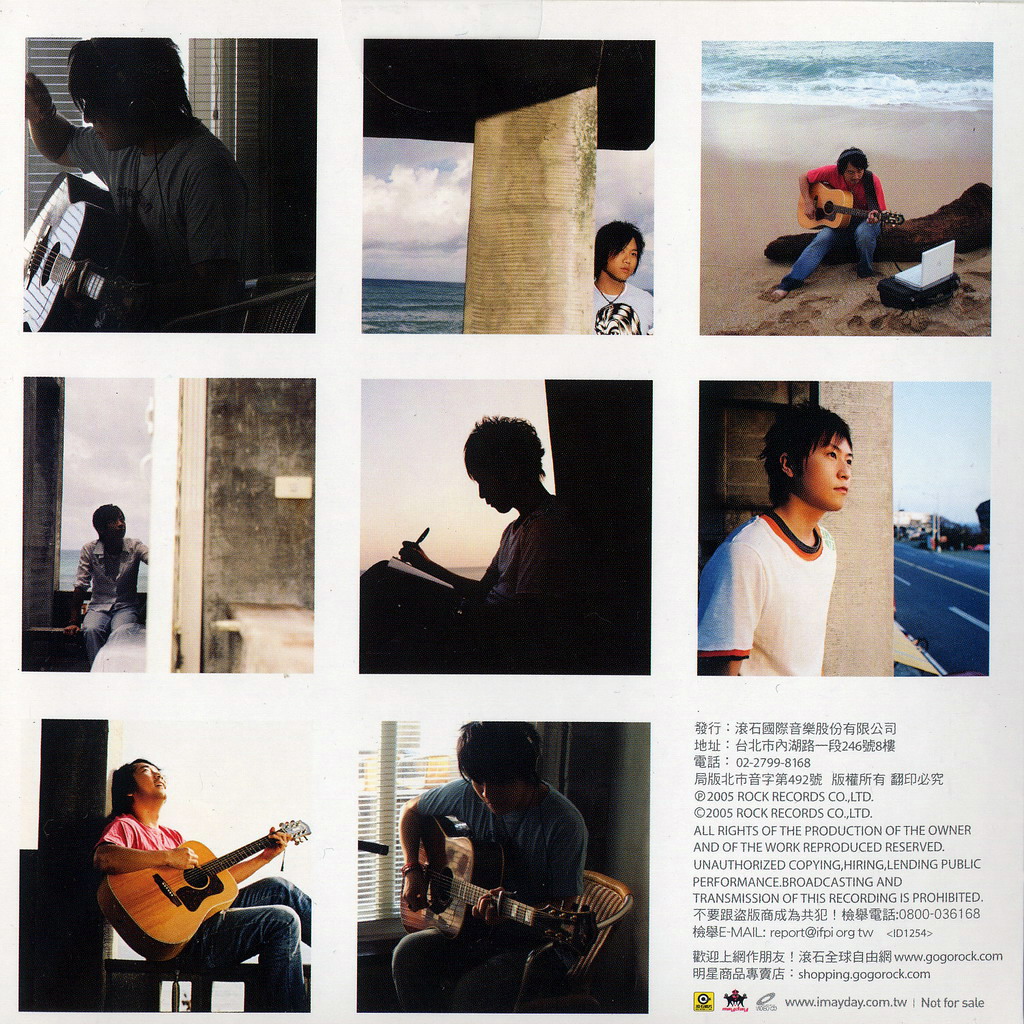 發行：滾石國際音樂股份有限公司
地址：台北市內湖路一段246號8樓
電話： 02-2799-8168
局版北市音字第492號 版權所有 翻印必究
℗2005 ROCK RECORDS CO.,LTD.
©2005 ROCK RECORDS CO.,LTD.
ALL RIGHTS OF THE PRODUCTION OF THE OWNER
AND OF THE WORK REPRODUCED RESERVED.
UNAUTHORIZED COPYING,HIRING,LENDING PUBLIC
PERFORMANCE.BROADCASTING AND
TRANSMISSION OF THIS RECORDING IS PROHIBITED.
不要跟盜版商成為共犯！檢舉電話:0800-036168
檢舉E-MAIL: report@ifpi org tw <ID1254>
歡迎上網作朋友！滾石全球自由網 www.gogorock.com
明星商品專賣店：shopping.gogorock.com
mayday VIDEO CD www.imayday.com.tw | Not for sale